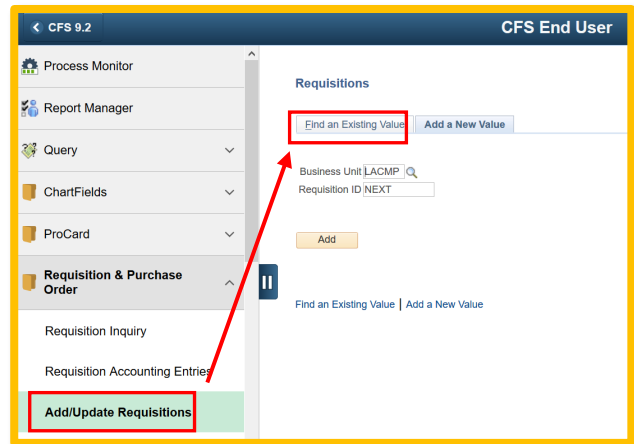 CFS 9.2
CFS End User
Process Monitor
Report Manager
Query
ChartFields
ProCard
Requisition & Purchase
Order
Requisition Inquiry
Requisition Accounting Entries
Add/Update Requisitions
Requisitions
Find an Existing Value
Add a New Value
Business Unit LACMP
Requisition ID NEXT
Add
Find an Existing Value | Add a New Value